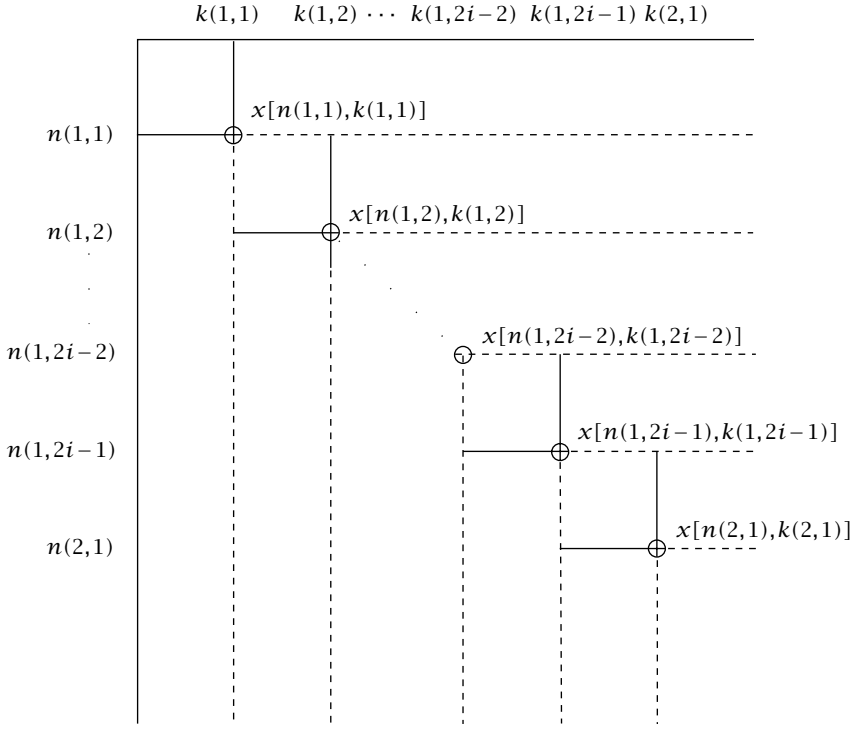 k(1,1) k(1,2) ··· k(1,2i−2) k(1,2i−1) k(2,1)
x[n(1,1),k(1,1)]
n(1,1)
x[n(1,2),k(1,2)]
n(1,2)
x[n(1,2i−2),k(1,2i−2)]
n(1,2i−2)
x[n(1,2i−1),k(1,2i−1)]
n(1,2i−1)
x[n(2,1),k(2,1)]
n(2,1)